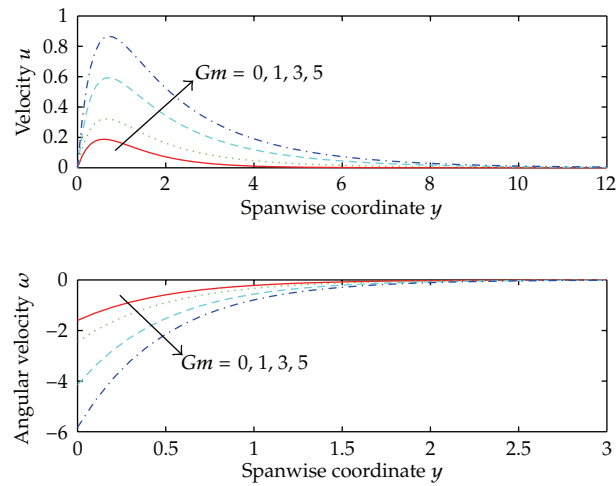 1
0.8
0.6
0.4
0.2
0
Velocity u
Gm = 0, 1, 3, 5
0 2 4 6 8 10 12
Spanwise coordinate y
0
−2
−4
−6
Angular velocity w
Gm = 0, 1, 3, 5
0 0.5 1 1.5 2 2.5 3
Spanwise coordinate y